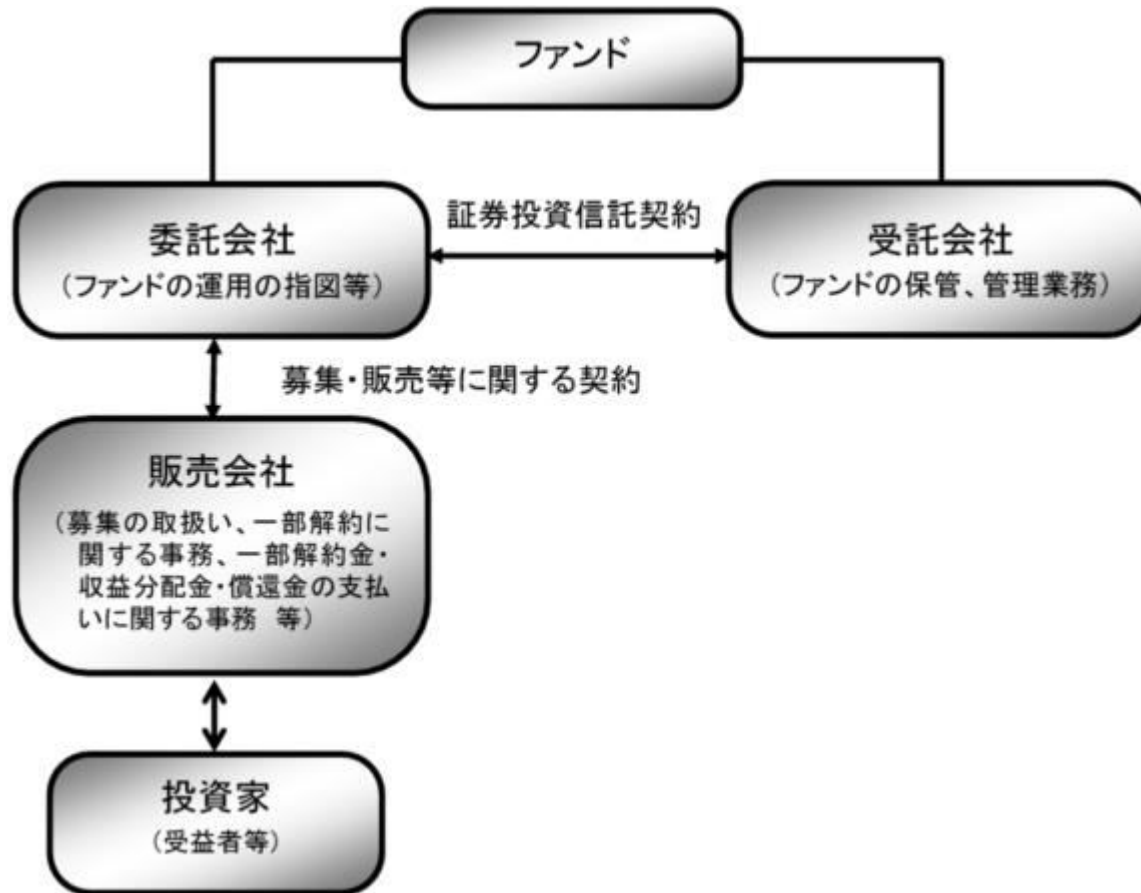 ファンド
委託会社
（ファンドの運用の指図等）
証券投資信託契約
受託会社
（ファンドの保管、管理業務）
募集・販売等に関する契約
販売会社
（募集の取扱い、一部解約に
関する事務、一部解約金・
収益分配金・償還金の支払
いに関する事務　等）
投資家
（受益者等）